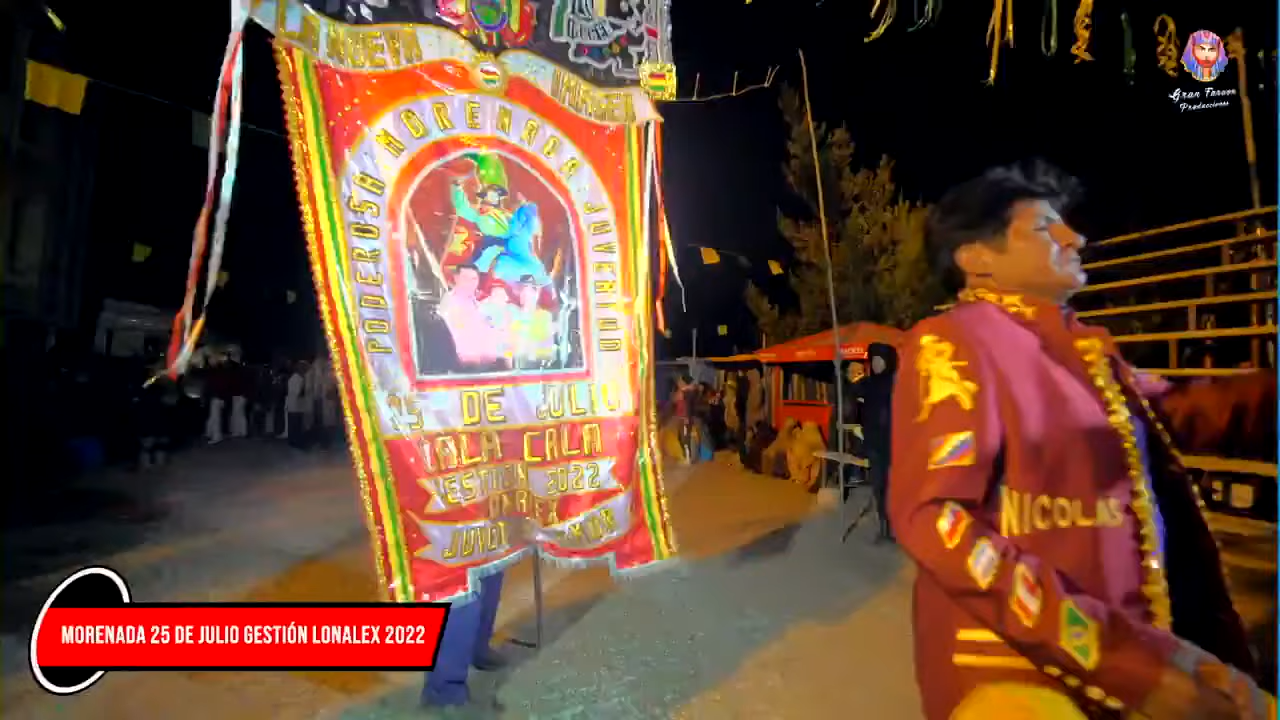 LA NUEVA
PODEROSA MORENADA JUVENTUD
25 DE JULIO
CALA CALA
GESTION 2022
NICOLAS
Gran Faraon
Producciones
MORENADA 25 DE JULIO GESTIÓN LONALEX 2022